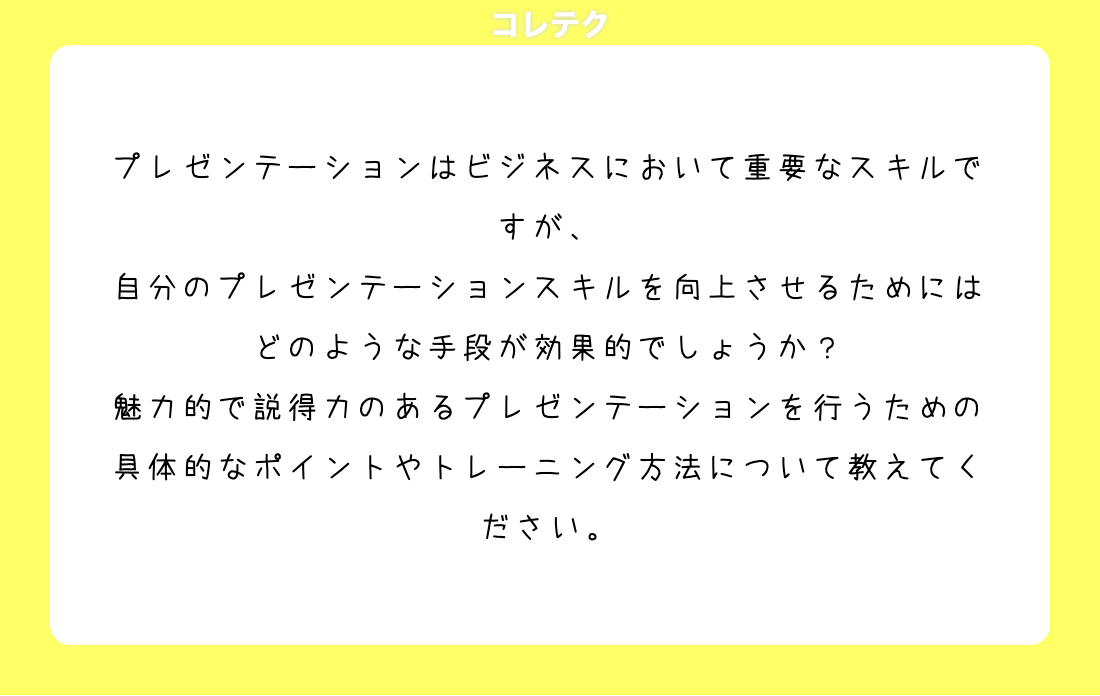 コレテク
プレゼンテーションはビジネスにおいて重要なスキルで
すが、
自分のプレゼンテーションスキルを向上させるためには
どのような手段が効果的でしょうか？
魅力的で説得力のあるプレゼンテーションを行うための
具体的なポイントやトレーニング方法について教えてく
ださい。